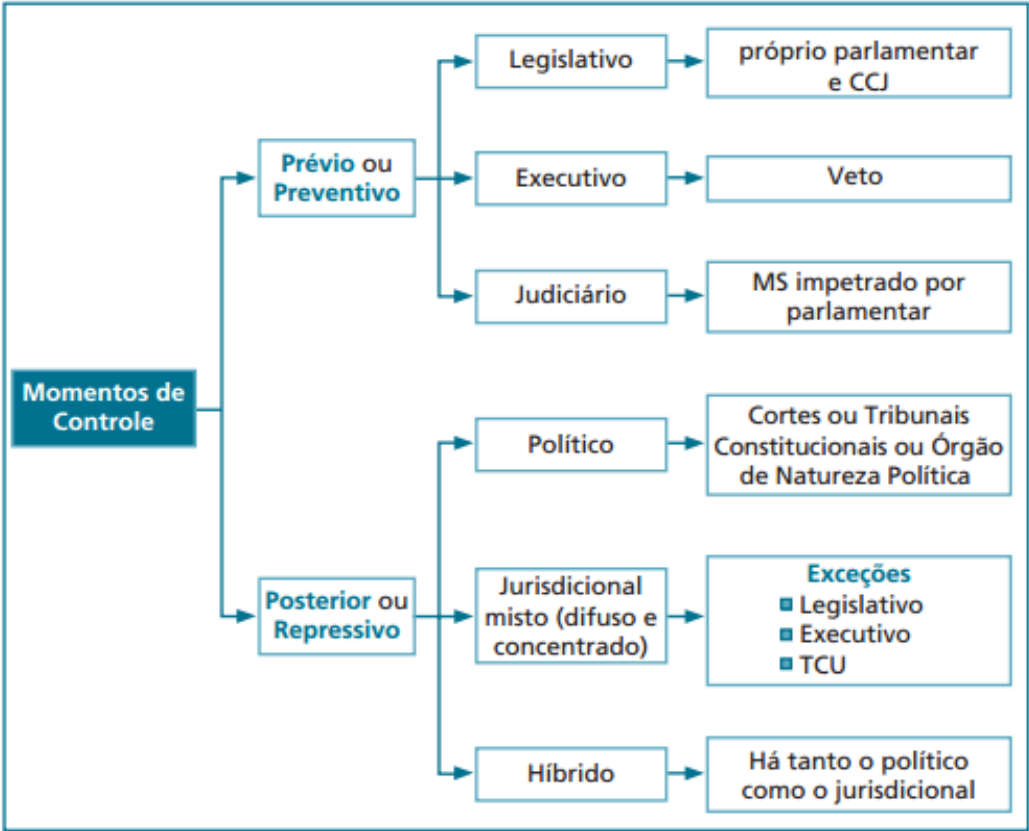 Momentos de
Controle
Prévio ou
Preventivo
Legislativo
próprio parlamentar
e CCJ
Executivo
Veto
Judiciário
MS impetrado por
parlamentar
Posterior ou
Repressivo
Político
Cortes ou Tribunais
Constitucionais ou Órgão
de Natureza Política
Jurisdicional
misto (difuso e
concentrado)
Exceções
Legislativo
Executivo
TCU
Híbrido
Há tanto o político
como o jurisdicional